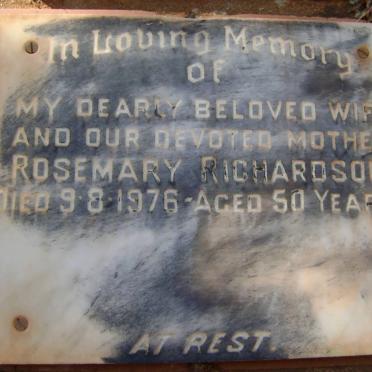 In Loving Memory
of
MY DEARLY BELOVED WIF
AND OUR DEVOTED MOTHE
ROSEMARY RICHARDSO
DIED 9·8·1976 - AGED 50 YEAR
AT REST.